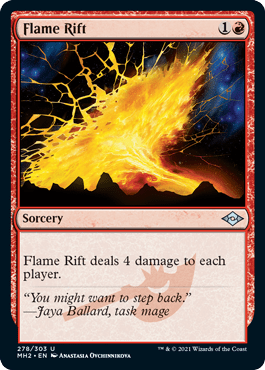 Flame Rift 1
Sorcery
Flame Rift deals 4 damage to each
player.
“You might want to step back.”
—Jaya Ballard, task mage
278/303 U
MH2 • EN Anastasia Ovchinnikova
™ & © 2021 Wizards of the Coast